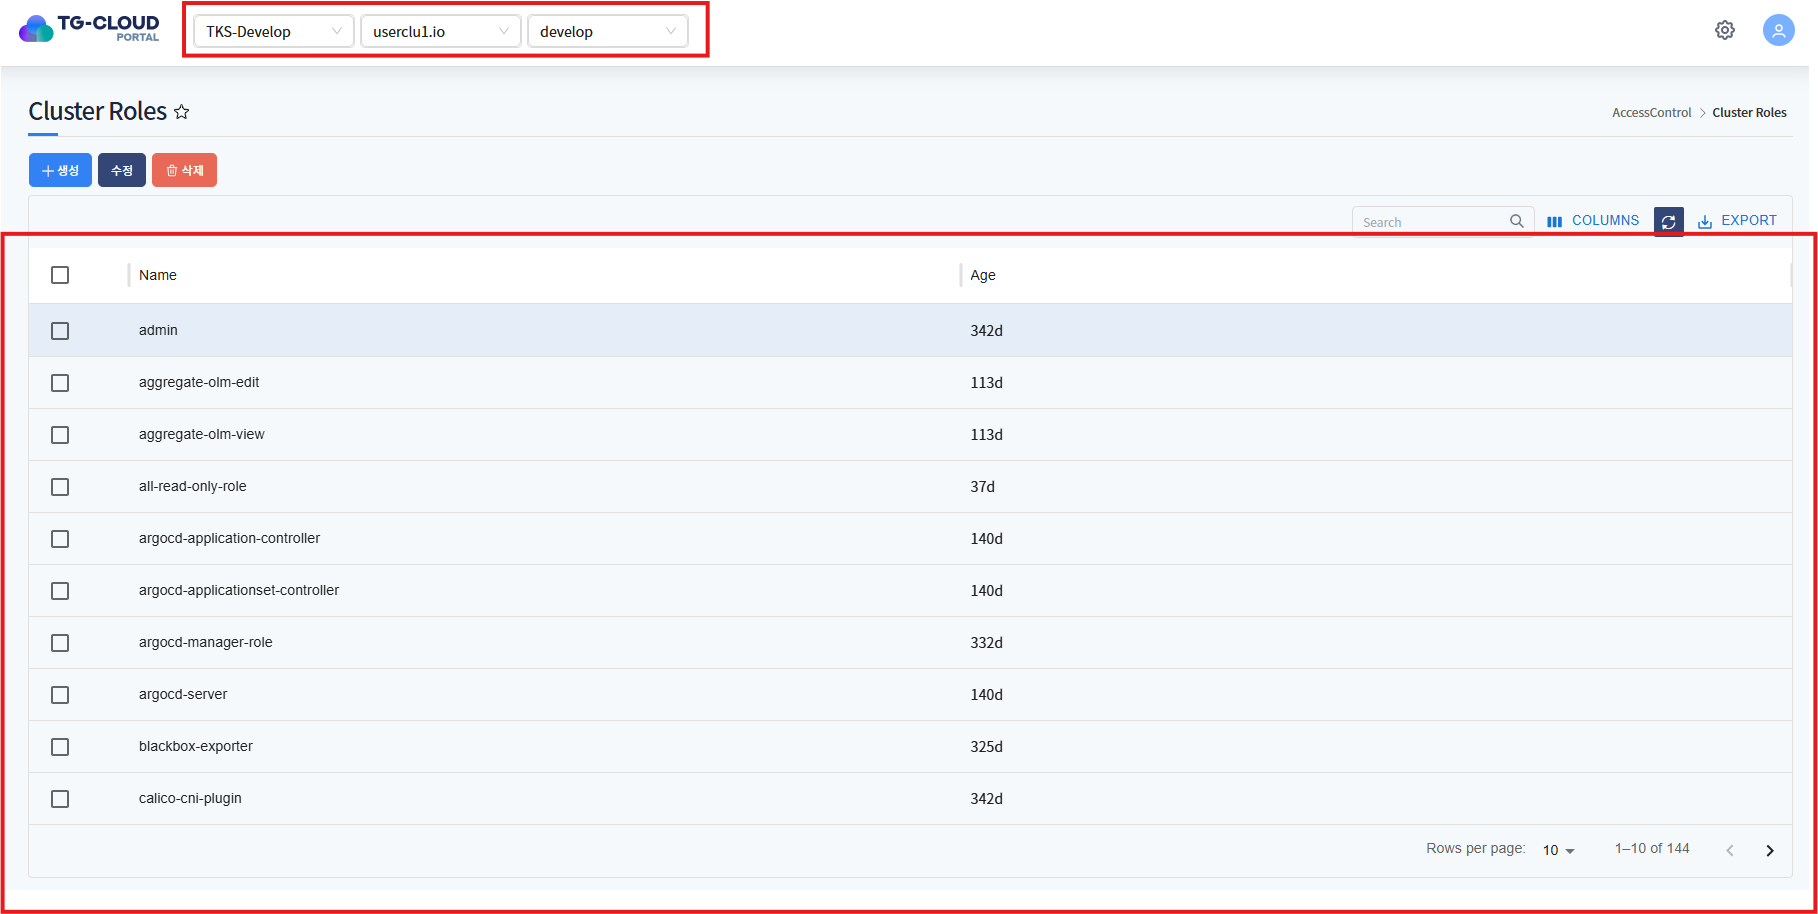 TG-CLOUD
PORTAL
TKS-Develop
userclu1.io
develop
Cluster Roles
AccessControl > Cluster Roles
생성
수정
삭제
Search
COLUMNS
EXPORT
Name Age
admin 342d
aggregate-olm-edit 113d
aggregate-olm-view 113d
all-read-only-role 37d
argocd-application-controller 140d
argocd-applicationset-controller 140d
argocd-manager-role 332d
argocd-server 140d
blackbox-exporter 325d
calico-cni-plugin 342d
Rows per page: 10 1–10 of 144